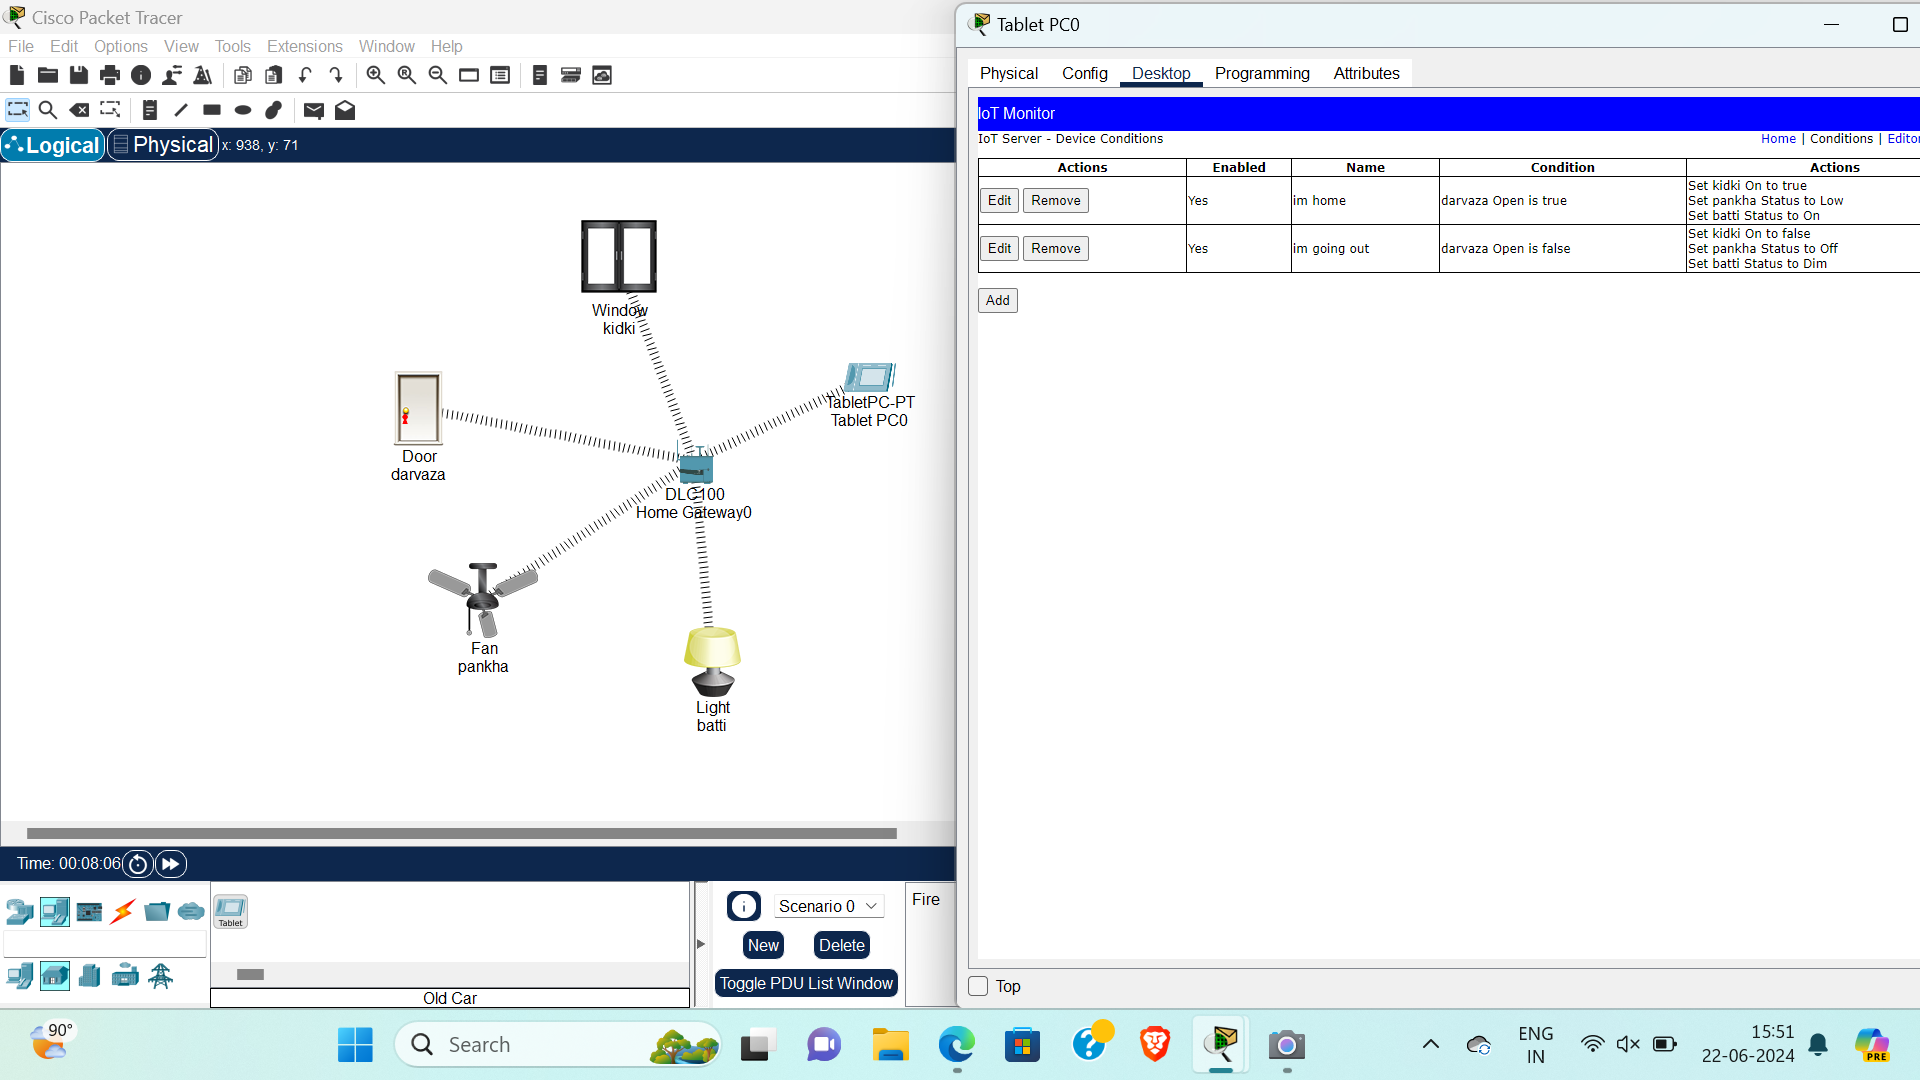 Cisco Packet Tracer
File Edit Options View Tools Extensions Window Help
Logical Physical x: 938, y: 71
Window
kidki
TabletPC-PT
Tablet PC0
Door
darvaza
DLC100
Home Gateway0
Fan
pankha
Light
batti
Time: 00:08:06
Tablet
Old Car
Scenario 0
New Delete
Toggle PDU List Window
Fire
Tablet PC0
Physical Config Desktop Programming Attributes
IoT Monitor
IoT Server - Device Conditions Home | Conditions | Editor
Actions Enabled Name Condition Actions
Edit Remove Yes im home darvaza Open is true
Set kidki On to true
Set pankha Status to Low
Set batti Status to On
Edit Remove Yes im going out darvaza Open is false
Set kidki On to false
Set pankha Status to Off
Set batti Status to Dim
Add
Top
90°
Search
ENG
IN
15:51
22-06-2024
PRE